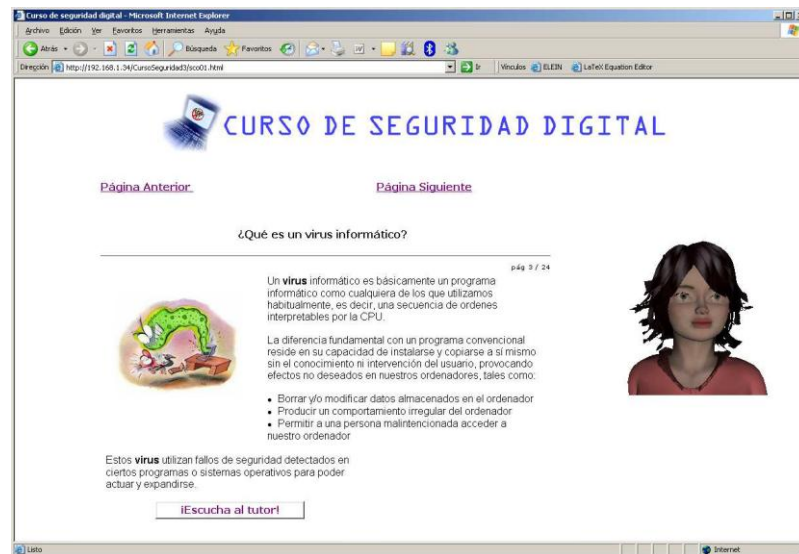 Curso de seguridad digital - Microsoft Internet Explorer
Archivo Edición Ver Favoritos Herramientas Ayuda
Atrás Búsqueda Favoritos
Dirección http://192.168.1.34/CursoSeguridad3/sco01.html Ir Vínculos ELEIN LaTeX Equation Editor
CURSO DE SEGURIDAD DIGITAL
Página Anterior Página Siguiente
¿Qué es un virus informático?
pág 3 / 24
Un virus informático es básicamente un programa
informático como cualquiera de los que utilizamos
habitualmente, es decir, una secuencia de ordenes
interpretables por la CPU.
La diferencia fundamental con un programa convencional
reside en su capacidad de instalarse y copiarse a sí mismo
sin el conocimiento ni intervención del usuario, provocando
efectos no deseados en nuestros ordenadores, tales como:
• Borrar y/o modificar datos almacenados en el ordenador
• Producir un comportamiento irregular del ordenador
• Permitir a una persona malintencionada acceder a
nuestro ordenador
Estos virus utilizan fallos de seguridad detectados en
ciertos programas o sistemas operativos para poder
actuar y expandirse.
¡Escucha al tutor!
Listo Internet